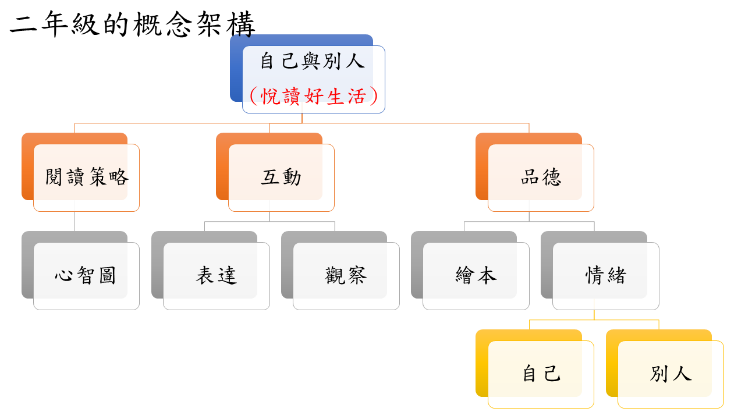 二年級的概念架構
自己與別人
（悅讀好生活）
閱讀策略
互動
品德
心智圖
表達
觀察
繪本
情緒
自己
別人